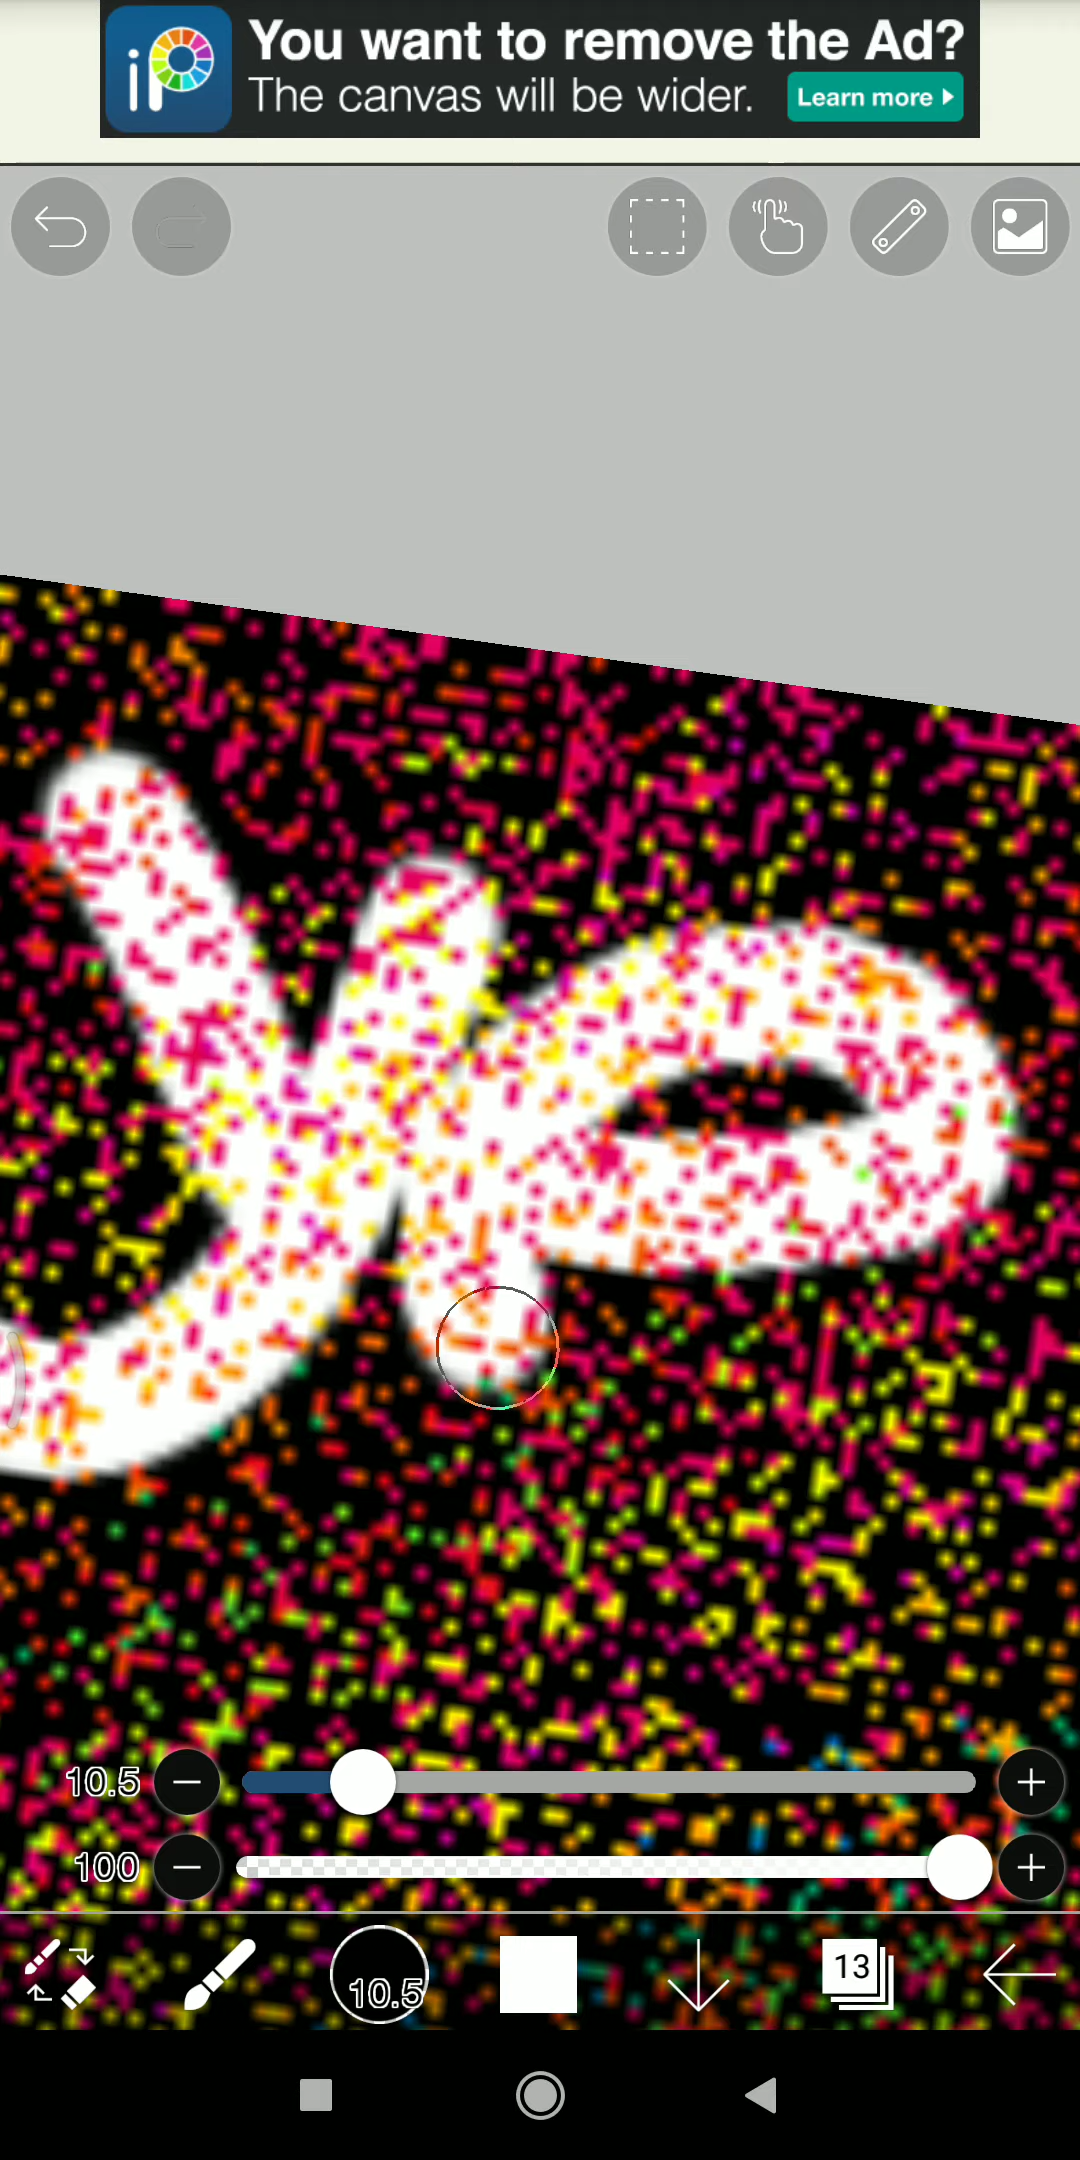 iP
You want to remove the Ad?
The canvas will be wider.
Learn more
10.5
100
10.5
13